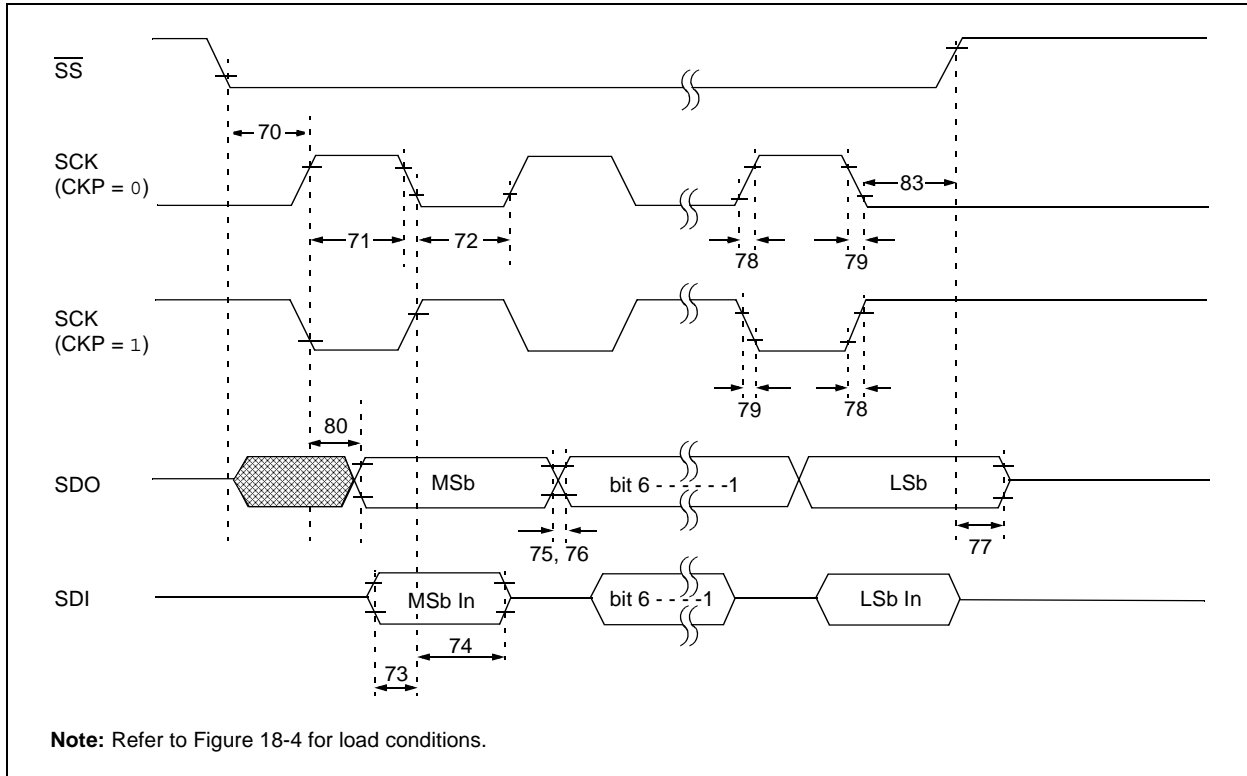 SS
70
SCK
(CKP = 0)
83
71
72
78
79
SCK
(CKP = 1)
79
78
80
SDO
MSb
bit 6 - - - - - -1
LSb
75, 76
77
SDI
MSb In
bit 6 - - - -1
LSb In
74
73
Note: Refer to Figure 18-4 for load conditions.